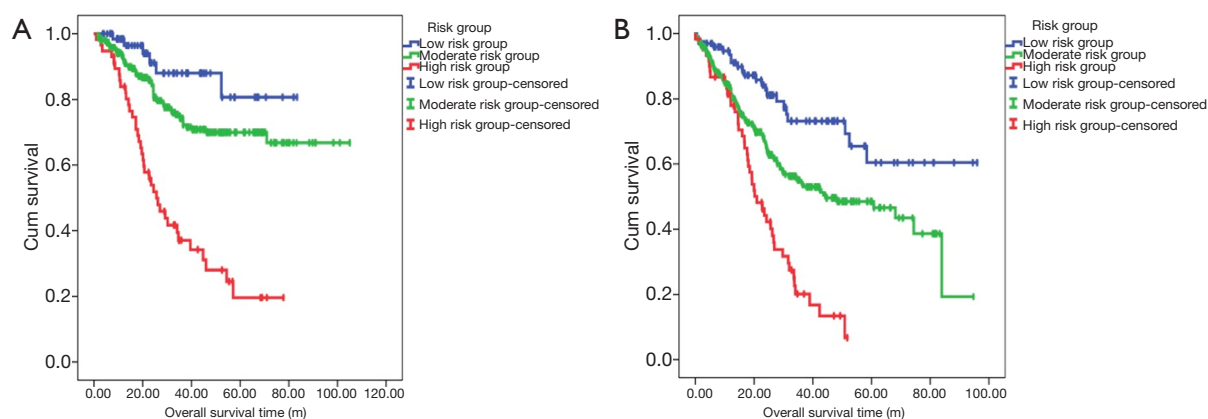 A
Risk group
Low risk group
Moderate risk group
High risk group
Low risk group-censored
Moderate risk group-censored
High risk group-censored
1.0
0.8
0.6
0.4
0.2
0.0
Cum survival
0.00 20.00 40.00 60.00 80.00 100.00 120.00
Overall survival time (m)
B
Risk group
Low risk group
Moderate risk group
High risk group
Low risk group-censored
Moderate risk group-censored
High risk group-censored
1.0
0.8
0.6
0.4
0.2
0.0
Cum survival
0.00 20.00 40.00 60.00 80.00 100.00
Overall survival time (m)